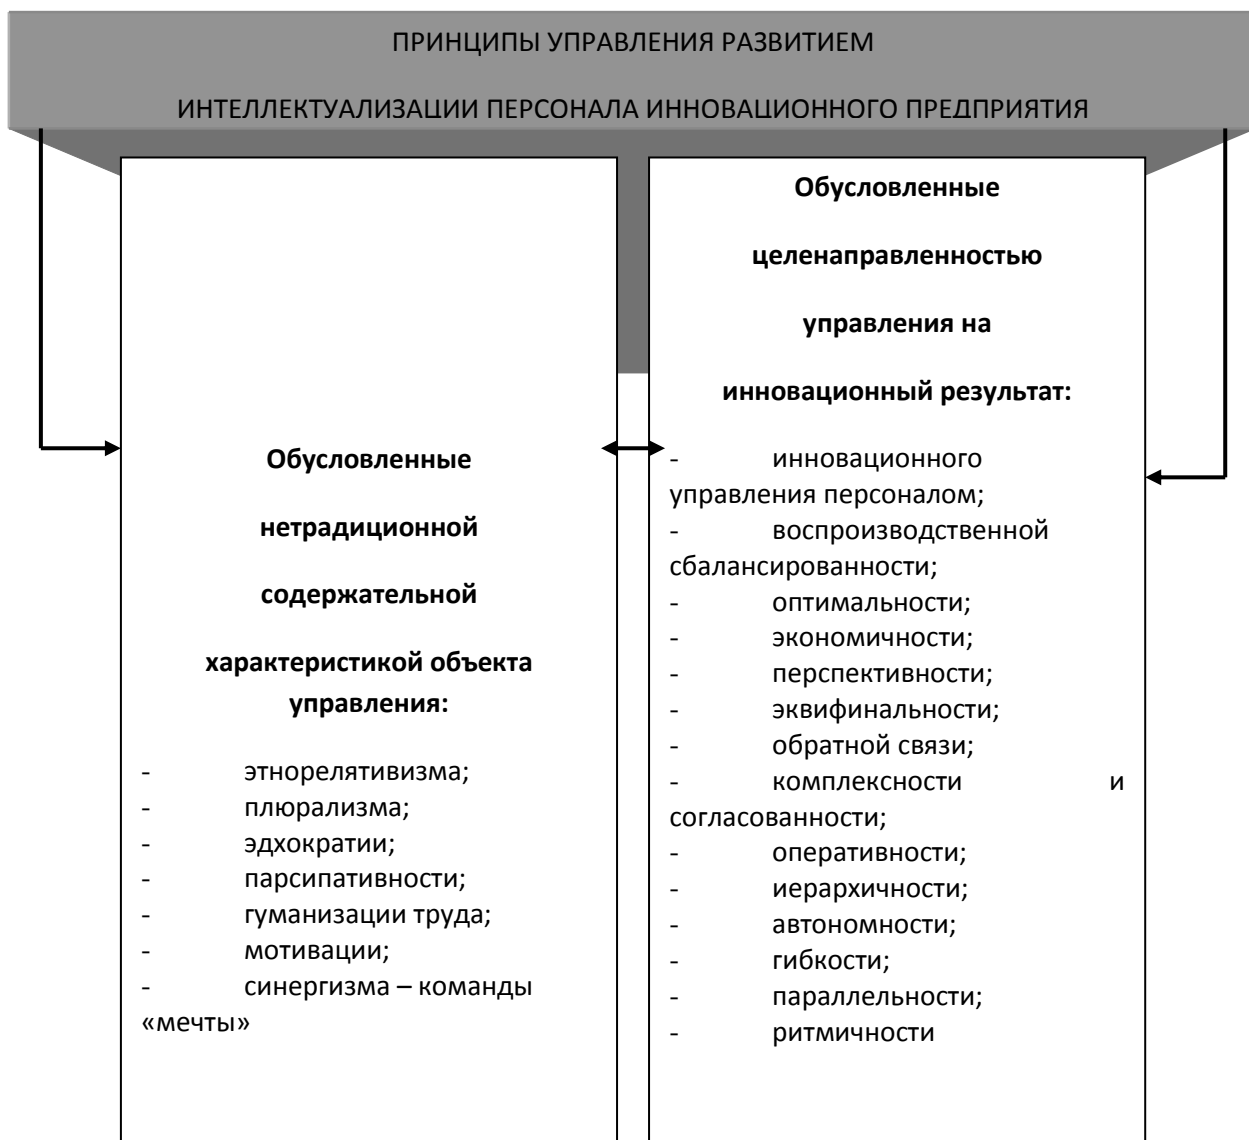 ПРИНЦИПЫ УПРАВЛЕНИЯ РАЗВИТИЕМ
ИНТЕЛЛЕКТУАЛИЗАЦИИ ПЕРСОНАЛА ИННОВАЦИОННОГО ПРЕДПРИЯТИЯ
Обусловленные
нетрадиционной
содержательной
характеристикой объекта
управления:
- этнорелятивизма;
- плюрализма;
- эдхократии;
- парсипативности;
- гуманизации труда;
- мотивации;
- синергизма – команды
«мечты»
Обусловленные
целенаправленностью
управления на
инновационный результат:
- инновационного
управления персоналом;
- воспроизводственной
сбалансированности;
- оптимальности;
- экономичности;
- перспективности;
- эквифинальности;
- обратной связи;
- комплексности и
согласованности;
- оперативности;
- иерархичности;
- автономности;
- гибкости;
- параллельности;
- ритмичности